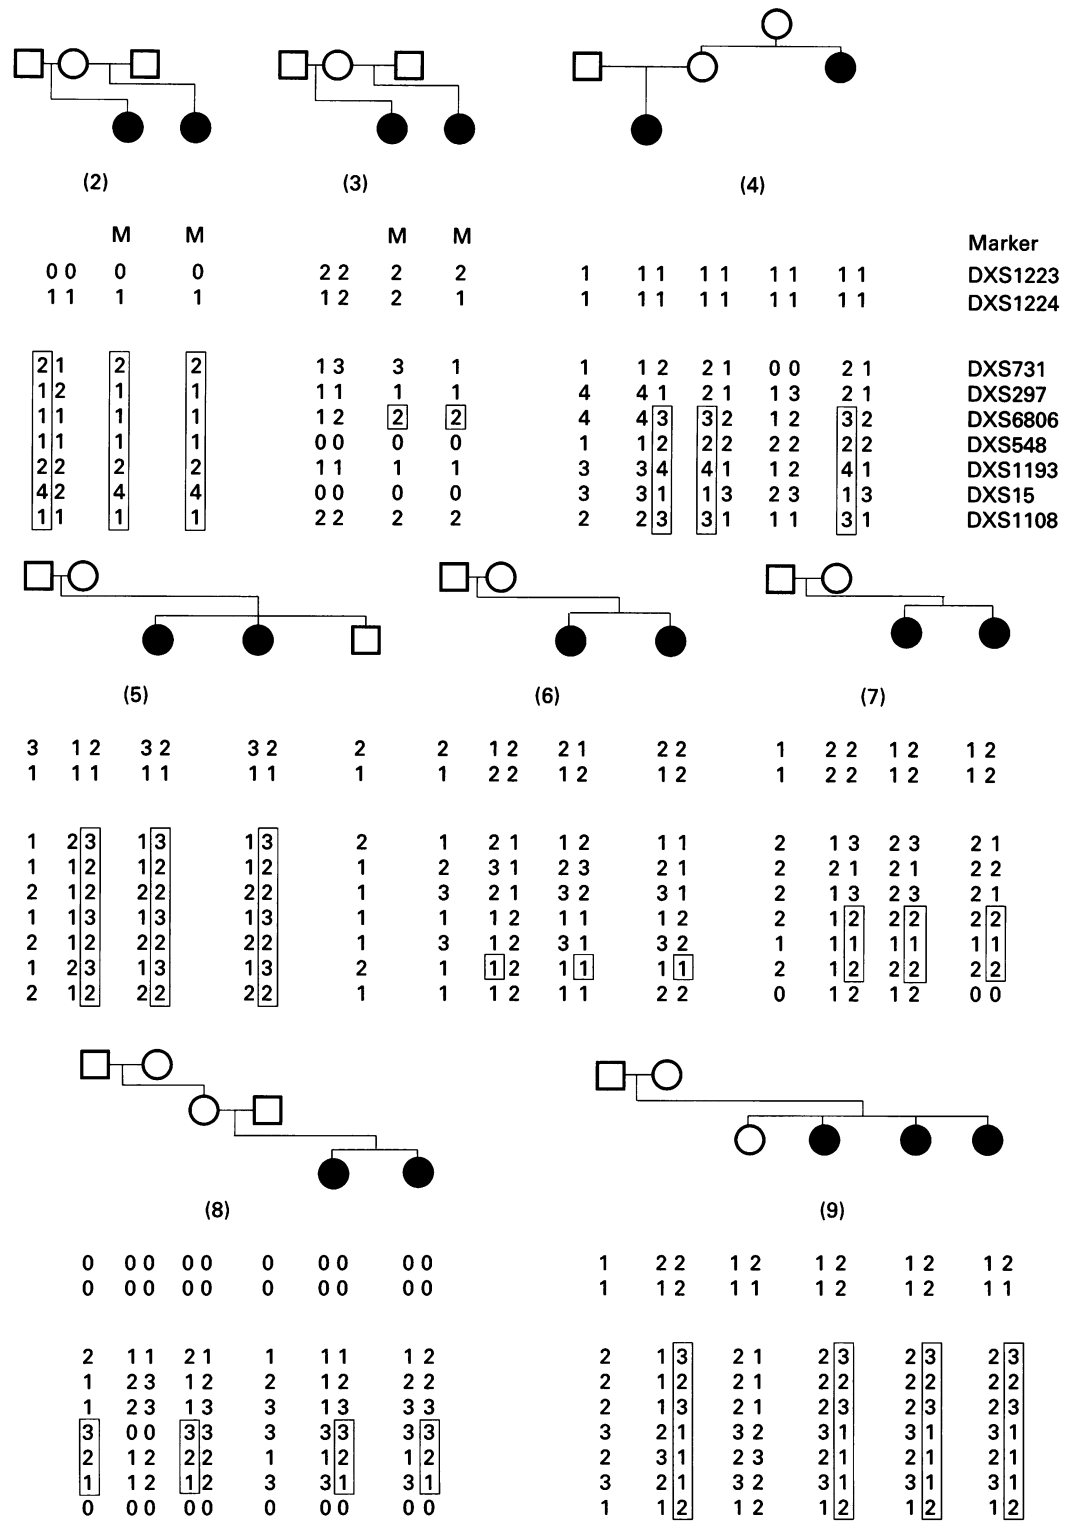 (2) (3) (4)
M M M M Marker
0 0 0 0 2 2 2 2 1 1 1 1 1 1 1 1 1 DXS1223
1 1 1 1 1 2 2 1 1 1 1 1 1 1 1 1 1 DXS1224
2 1 2 2 1 3 3 1 1 1 2 2 1 0 0 2 1 DXS731
1 2 1 1 1 1 1 1 4 4 1 2 1 1 3 2 1 DXS297
1 1 1 1 1 2 2 2 4 4 3 3 2 1 2 3 2 DXS6806
1 1 1 1 0 0 0 0 1 1 2 2 2 2 2 2 2 DXS548
2 2 2 2 1 1 1 1 3 3 4 4 1 1 2 4 1 DXS1193
4 2 4 4 0 0 0 0 3 3 1 1 3 2 3 1 3 DXS15
1 1 1 1 2 2 2 2 2 2 3 3 1 1 1 3 1 DXS1108
(5) (6) (7)
3 1 2 3 2 3 2 2 2 1 2 2 1 2 2 1 2 2 1 2 1 2
1 1 1 1 1 1 1 1 1 2 2 1 2 1 2 1 2 2 1 2 1 2
1 2 3 1 3 1 3 2 1 2 1 1 2 1 1 2 1 3 2 3 2 1
1 1 2 1 2 1 2 1 2 3 1 2 3 2 1 2 2 1 2 1 2 2
2 1 2 2 2 2 2 1 3 2 1 3 2 3 1 2 1 3 2 3 2 1
1 1 3 1 3 1 3 1 1 1 2 1 1 1 2 2 1 2 2 2 2 2
2 1 2 2 2 2 2 1 3 1 2 3 1 3 2 1 1 1 1 1 1 1
1 2 3 1 3 1 3 2 1 1 2 1 1 1 1 2 1 2 2 2 2 2
2 1 2 2 2 2 2 1 1 1 2 1 1 2 2 0 1 2 1 2 0 0
(8) (9)
0 0 0 0 0 0 0 0 0 0 1 2 2 1 2 1 2 1 2 1 2
0 0 0 0 0 0 0 0 0 0 1 1 2 1 1 1 2 1 2 1 1
2 1 1 2 1 1 1 1 1 2 2 1 3 2 1 2 3 2 3 2 3
1 2 3 1 2 2 1 2 2 2 2 1 2 2 1 2 2 2 2 2 2
1 2 3 1 3 3 1 3 3 3 2 1 3 2 1 2 3 2 3 2 3
3 0 0 3 3 3 3 3 3 3 3 2 1 3 2 3 1 3 1 3 1
2 1 2 2 2 1 1 2 1 2 2 3 1 2 3 2 1 2 1 2 1
1 1 2 1 2 3 3 1 3 1 3 2 1 3 2 3 1 3 1 3 1
0 0 0 0 0 0 0 0 0 0 1 1 2 1 2 1 2 1 2 1 2